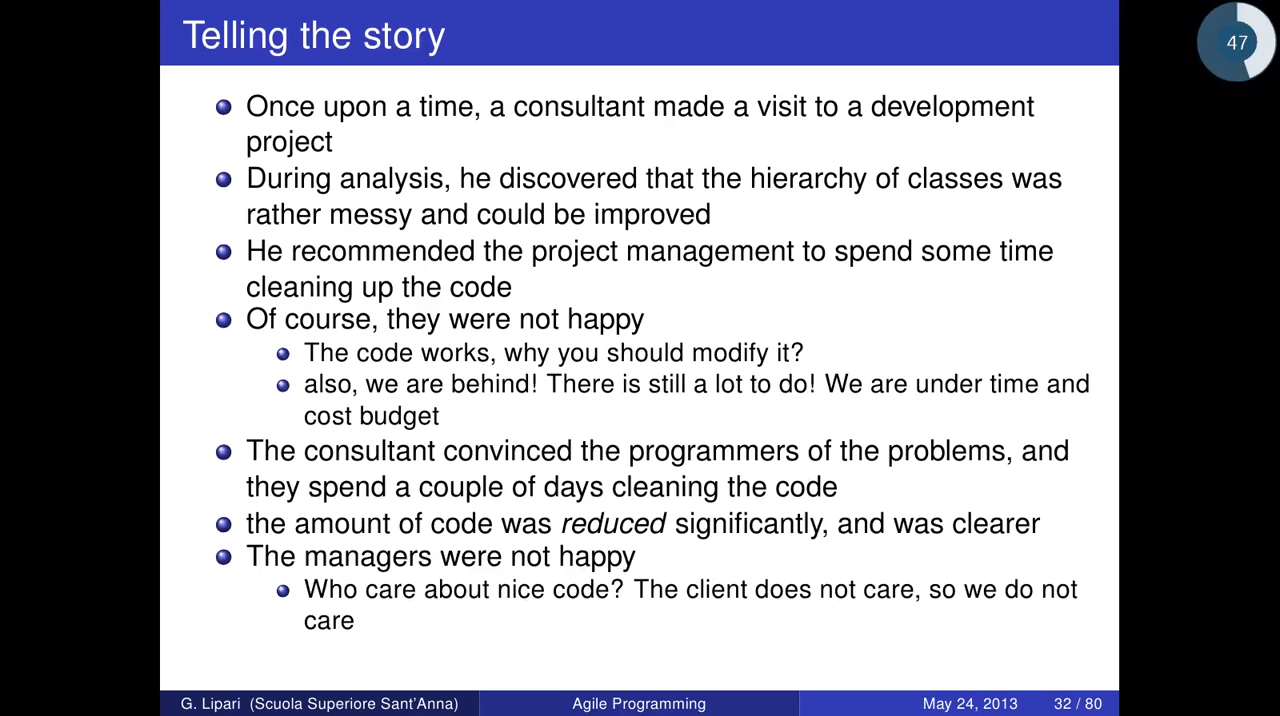 Telling the story
47
Once upon a time, a consultant made a visit to a development
project
During analysis, he discovered that the hierarchy of classes was
rather messy and could be improved
He recommended the project management to spend some time
cleaning up the code
Of course, they were not happy
The code works, why you should modify it?
also, we are behind! There is still a lot to do! We are under time and
cost budget
The consultant convinced the programmers of the problems, and
they spend a couple of days cleaning the code
the amount of code was reduced significantly, and was clearer
The managers were not happy
Who care about nice code? The client does not care, so we do not
care
G. Lipari (Scuola Superiore Sant'Anna) Agile Programming May 24, 2013 32 / 80